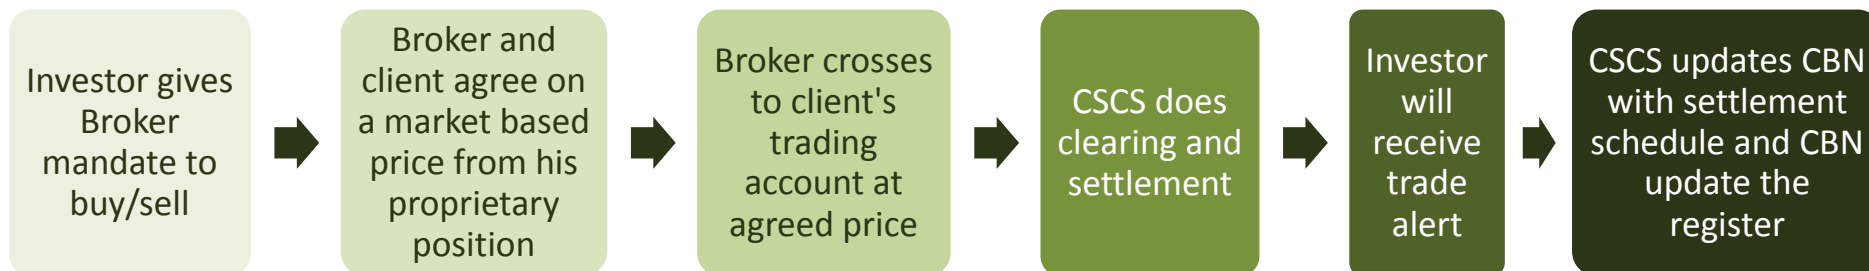 Investor gives
Broker
mandate to
buy/sell
Broker and
client agree on
a market based
price from his
proprietary
position
Broker crosses
to client's
trading
account at
agreed price
CSCS does
clearing and
settlement
Investor
will
receive
trade
alert
CSCS updates CBN
with settlement
schedule and CBN
update the
register